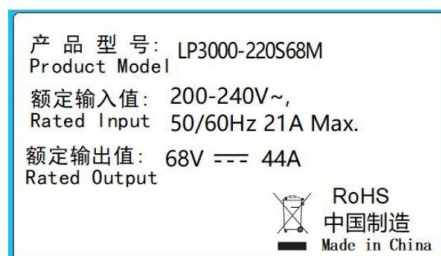 产 品 型 号: LP3000-220S68M
Product Model
额定输入值: 200-240V~,
Rated Input 50/60Hz 21A Max.
额定输出值: 68V ⎓ 44A
Rated Output
RoHS
中国制造
Made in China